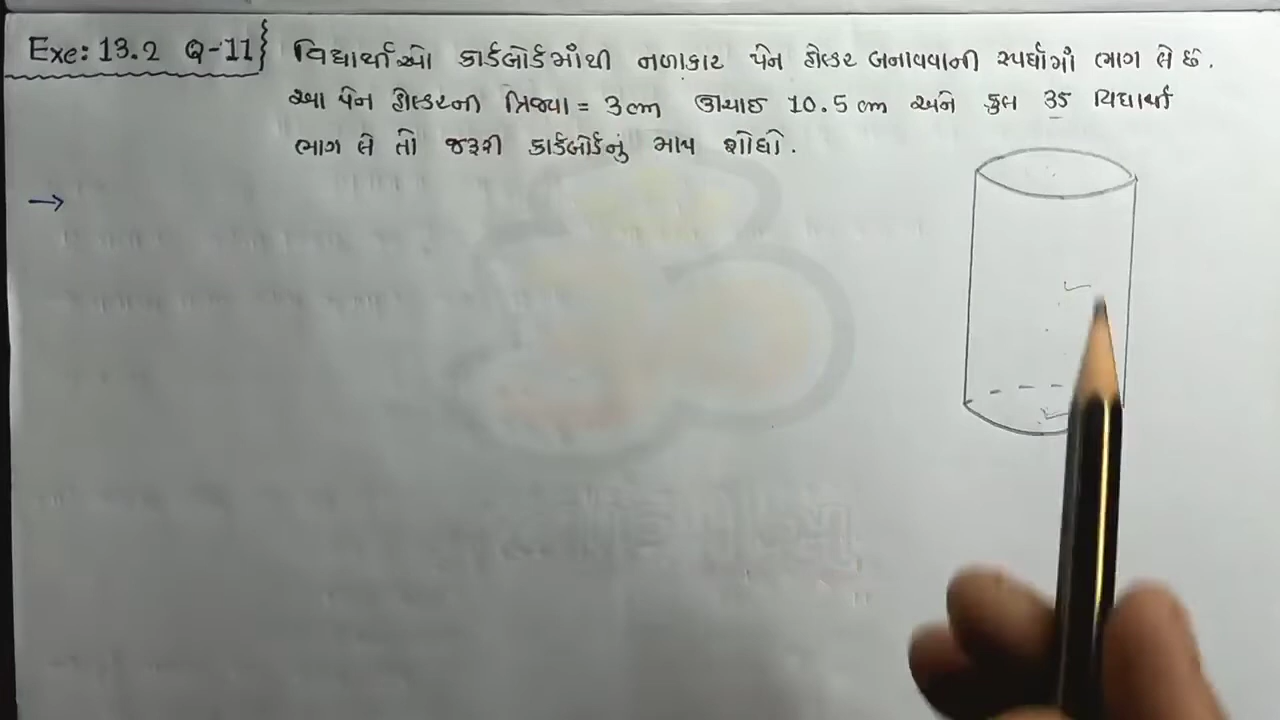 Exe: 13.2 Q-11} વિદ્યાર્થીઓ કાર્ડબોર્ડમાંથી નળાકાર પેન હોલ્ડર બનાવવાની સ્પર્ધામાં ભાગ લે છે.
આ પેન હોલ્ડરની ત્રિજ્યા = 3cm ઊંચાઈ 10.5 cm અને કુલ 35 વિદ્યાર્થી
ભાગ લે તો જરૂરી કાર્ડબોર્ડનું માપ શોધો.
→